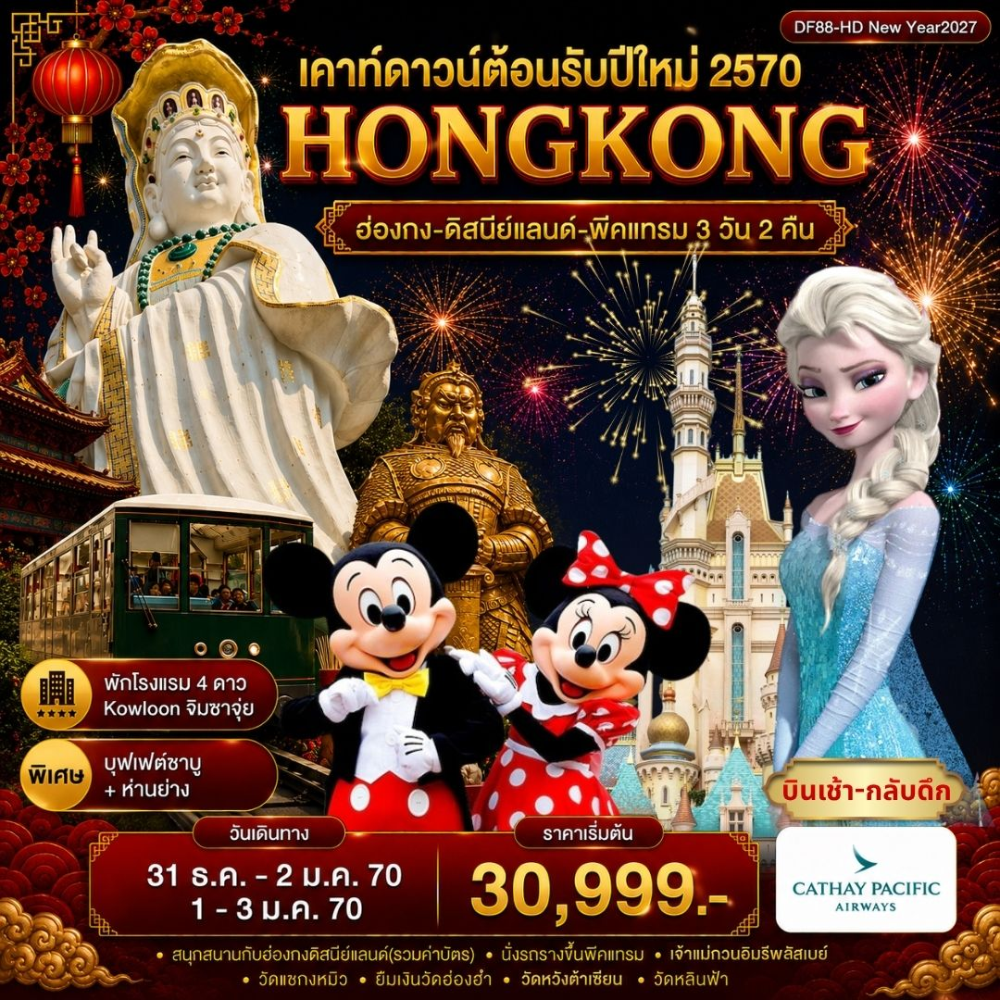 DF88-HD New Year2027
เคาท์ดาวน์ต้อนรับปีใหม่ 2570
HONGKONG
ฮ่องกง-ดิสนีย์แลนด์-พีคแทรม 3 วัน 2 คืน
พักโรงแรม 4 ดาว
Kowloon จิมซาจุ่ย
พิเศษ
บุฟเฟต์ชาบู
+ ห่านย่าง
บินเช้า-กลับดึก
วันเดินทาง
31 ธ.ค. - 2 ม.ค. 70
1 - 3 ม.ค. 70
ราคาเริ่มต้น
30,999.-
CATHAY PACIFIC
AIRWAYS
• สนุกสนานกับฮ่องกงดิสนีย์แลนด์(รวมค่าบัตร) • นั่งรถรางขึ้นพีคแทรม • เจ้าแม่กวนอิมรีพลัสเบย์
• วัดแชกงหมิว • ยืมเงินวัดฮ่องฮำ • วัดหวังต้าเซียน • วัดหลินฟ้า